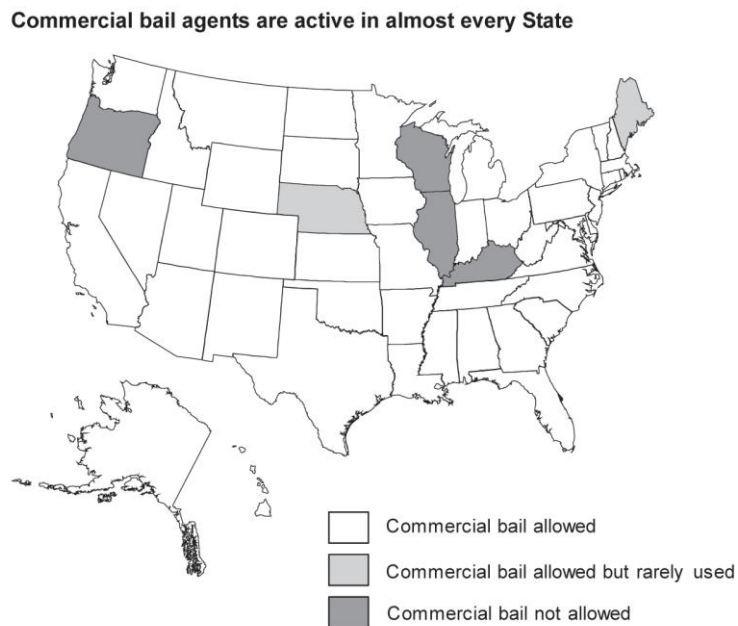 Commercial bail agents are active in almost every State
Commercial bail allowed
Commercial bail allowed but rarely used
Commercial bail not allowed